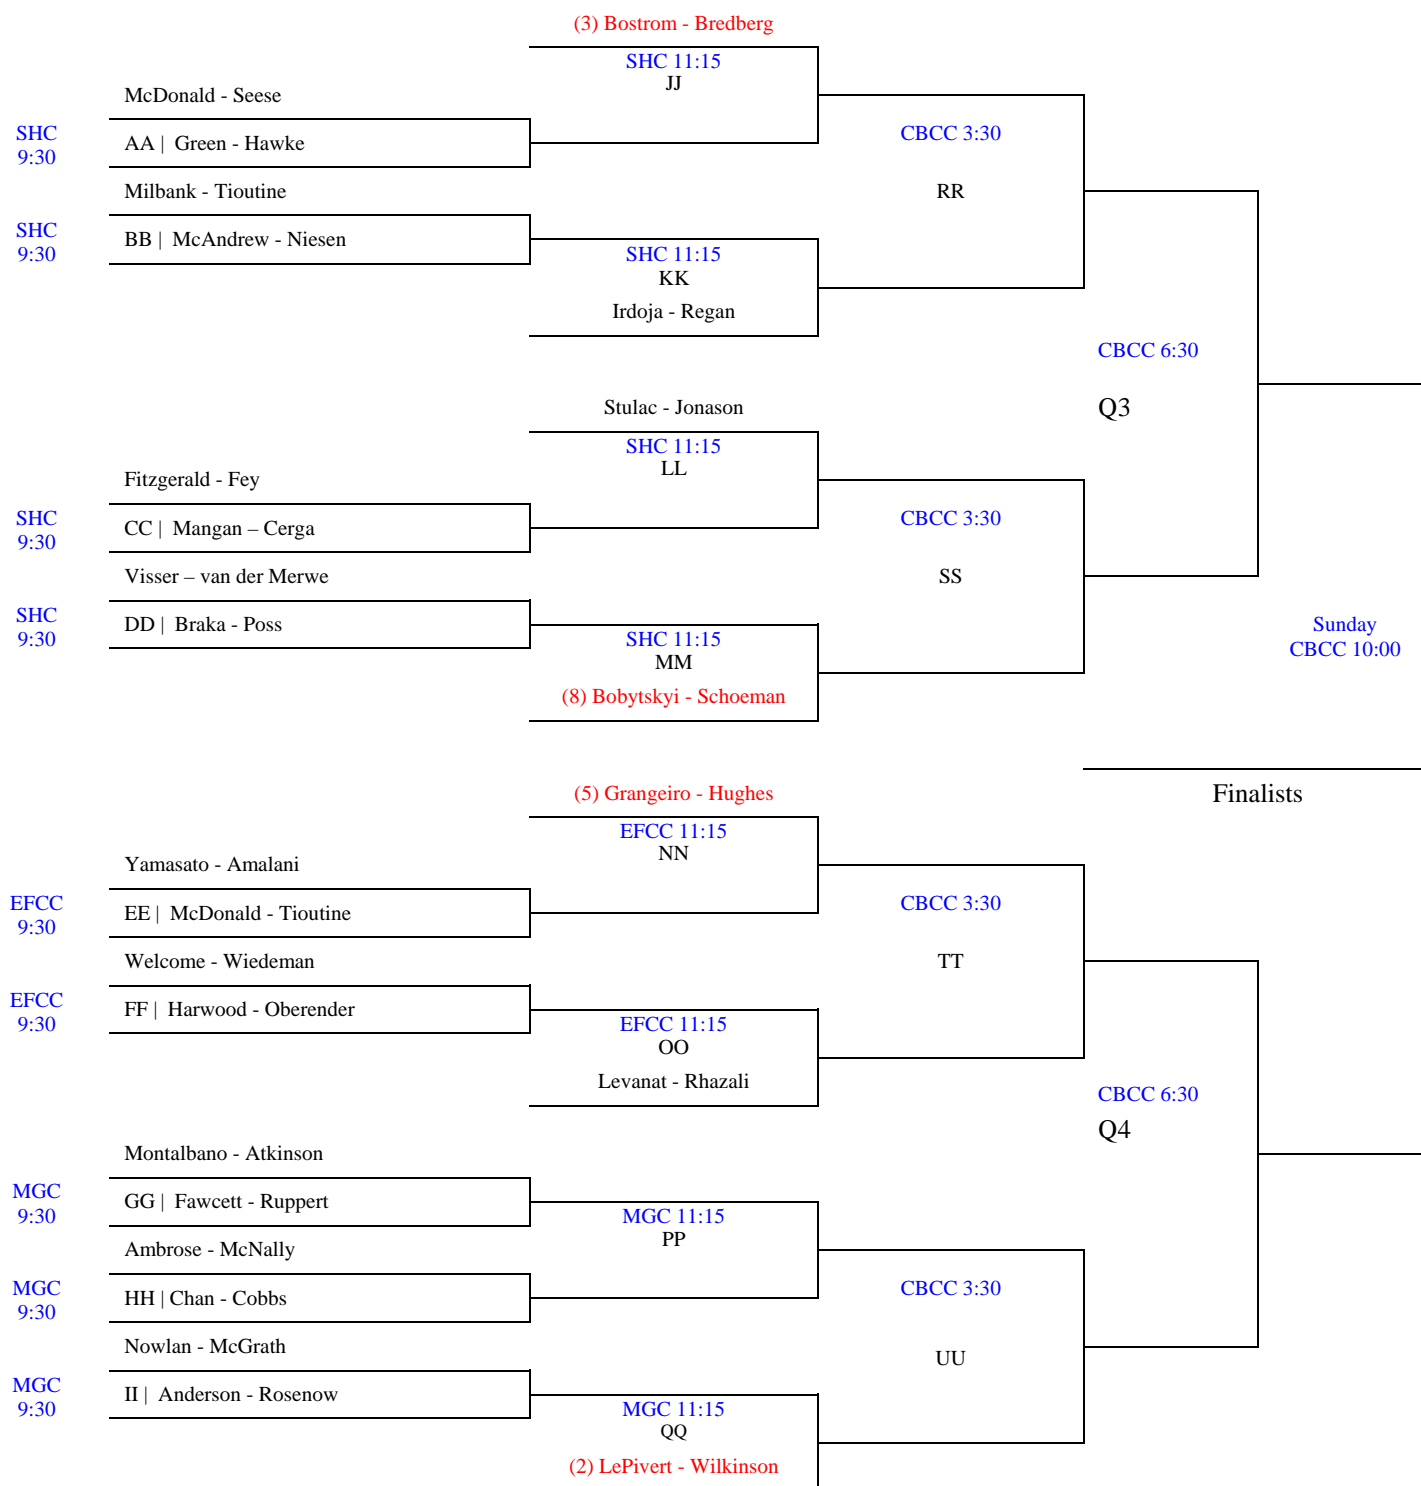 (3) Bostrom - Bredberg
SHC 11:15
JJ
McDonald - Seese
SHC
9:30
AA | Green - Hawke
CBCC 3:30
Milbank - Tioutine
RR
SHC
9:30
BB | McAndrew - Niesen
SHC 11:15
KK
Irdoja - Regan
CBCC 6:30
Q3
Stulac - Jonason
SHC 11:15
LL
Fitzgerald - Fey
SHC
9:30
CC | Mangan – Cerga
CBCC 3:30
Visser – van der Merwe
SS
SHC
9:30
DD | Braka - Poss
SHC 11:15
MM
(8) Bobytskyi - Schoeman
Sunday
CBCC 10:00
Finalists
(5) Grangeiro - Hughes
EFCC 11:15
NN
Yamasato - Amalani
EFCC
9:30
EE | McDonald - Tioutine
CBCC 3:30
Welcome - Wiedeman
TT
EFCC
9:30
FF | Harwood - Oberender
EFCC 11:15
OO
Levanat - Rhazali
CBCC 6:30
Q4
Montalbano - Atkinson
MGC
9:30
GG | Fawcett - Ruppert
MGC 11:15
PP
Ambrose - McNally
MGC
9:30
HH | Chan - Cobbs
CBCC 3:30
Nowlan - McGrath
UU
MGC
9:30
II | Anderson - Rosenow
MGC 11:15
QQ
(2) LePivert - Wilkinson